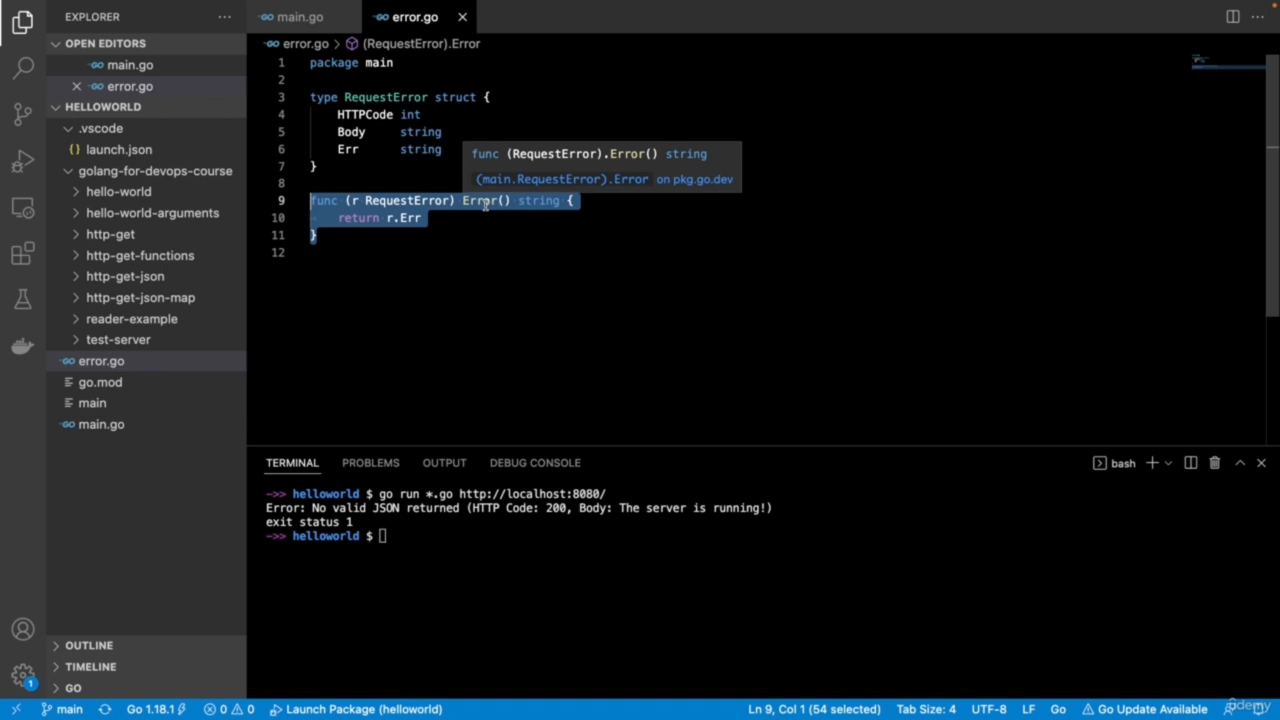 EXPLORER
OPEN EDITORS
main.go
error.go
HELLOWORLD
.vscode
{} launch.json
golang-for-devops-course
hello-world
hello-world-arguments
http-get
http-get-functions
http-get-json
http-get-json-map
reader-example
test-server
error.go
go.mod
main
main.go
OUTLINE
TIMELINE
GO
main.go error.go
error.go > (RequestError).Error
1 package main
2
3 type RequestError struct {
4 HTTPCode int
5 Body string
6 Err string
7 }
8
func (RequestError).Error() string
(main.RequestError).Error on pkg.go.dev
9 func (r RequestError) Error() string {
10 return r.Err
11 }
12
TERMINAL PROBLEMS OUTPUT DEBUG CONSOLE bash
->> helloworld $ go run *.go http://localhost:8080/
Error: No valid JSON returned (HTTP Code: 200, Body: The server is running!)
exit status 1
->> helloworld $
1
main Go 1.18.1 0 0 Launch Package (helloworld) Ln 9, Col 1 (54 selected) Tab Size: 4 UTF-8 LF Go Go Update Available
udemy